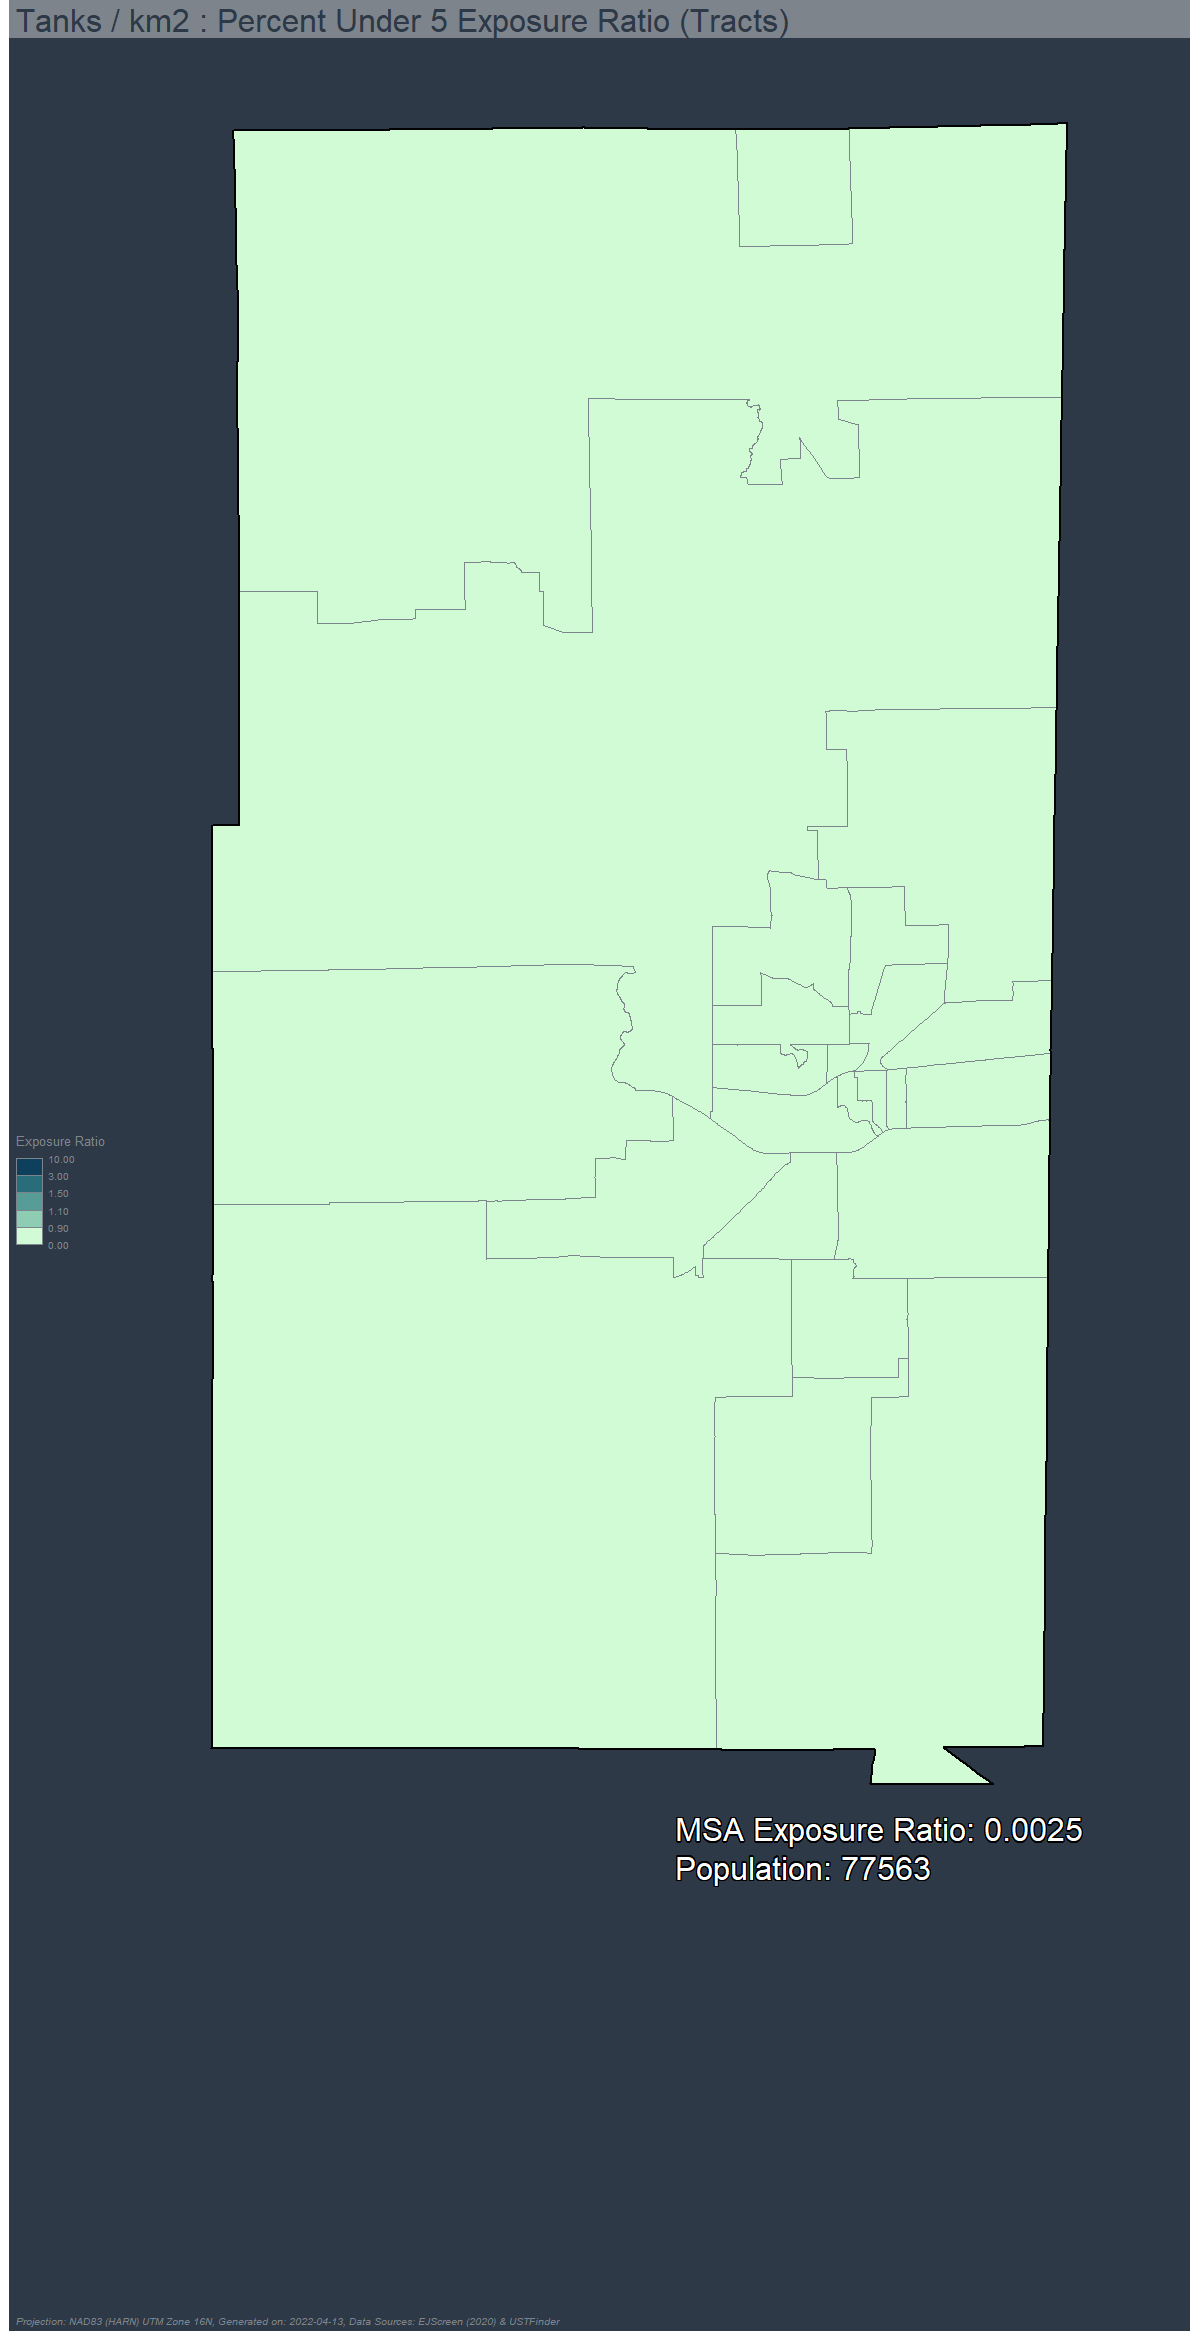 Tanks / km2 : Percent Under 5 Exposure Ratio (Tracts)
Exposure Ratio
10.00
3.00
1.50
1.10
0.90
0.00
MSA Exposure Ratio: 0.0025
Population: 77563
Projection: NAD83 (HARN) UTM Zone 16N, Generated on: 2022-04-13, Data Sources: EJScreen (2020) & USTFinder